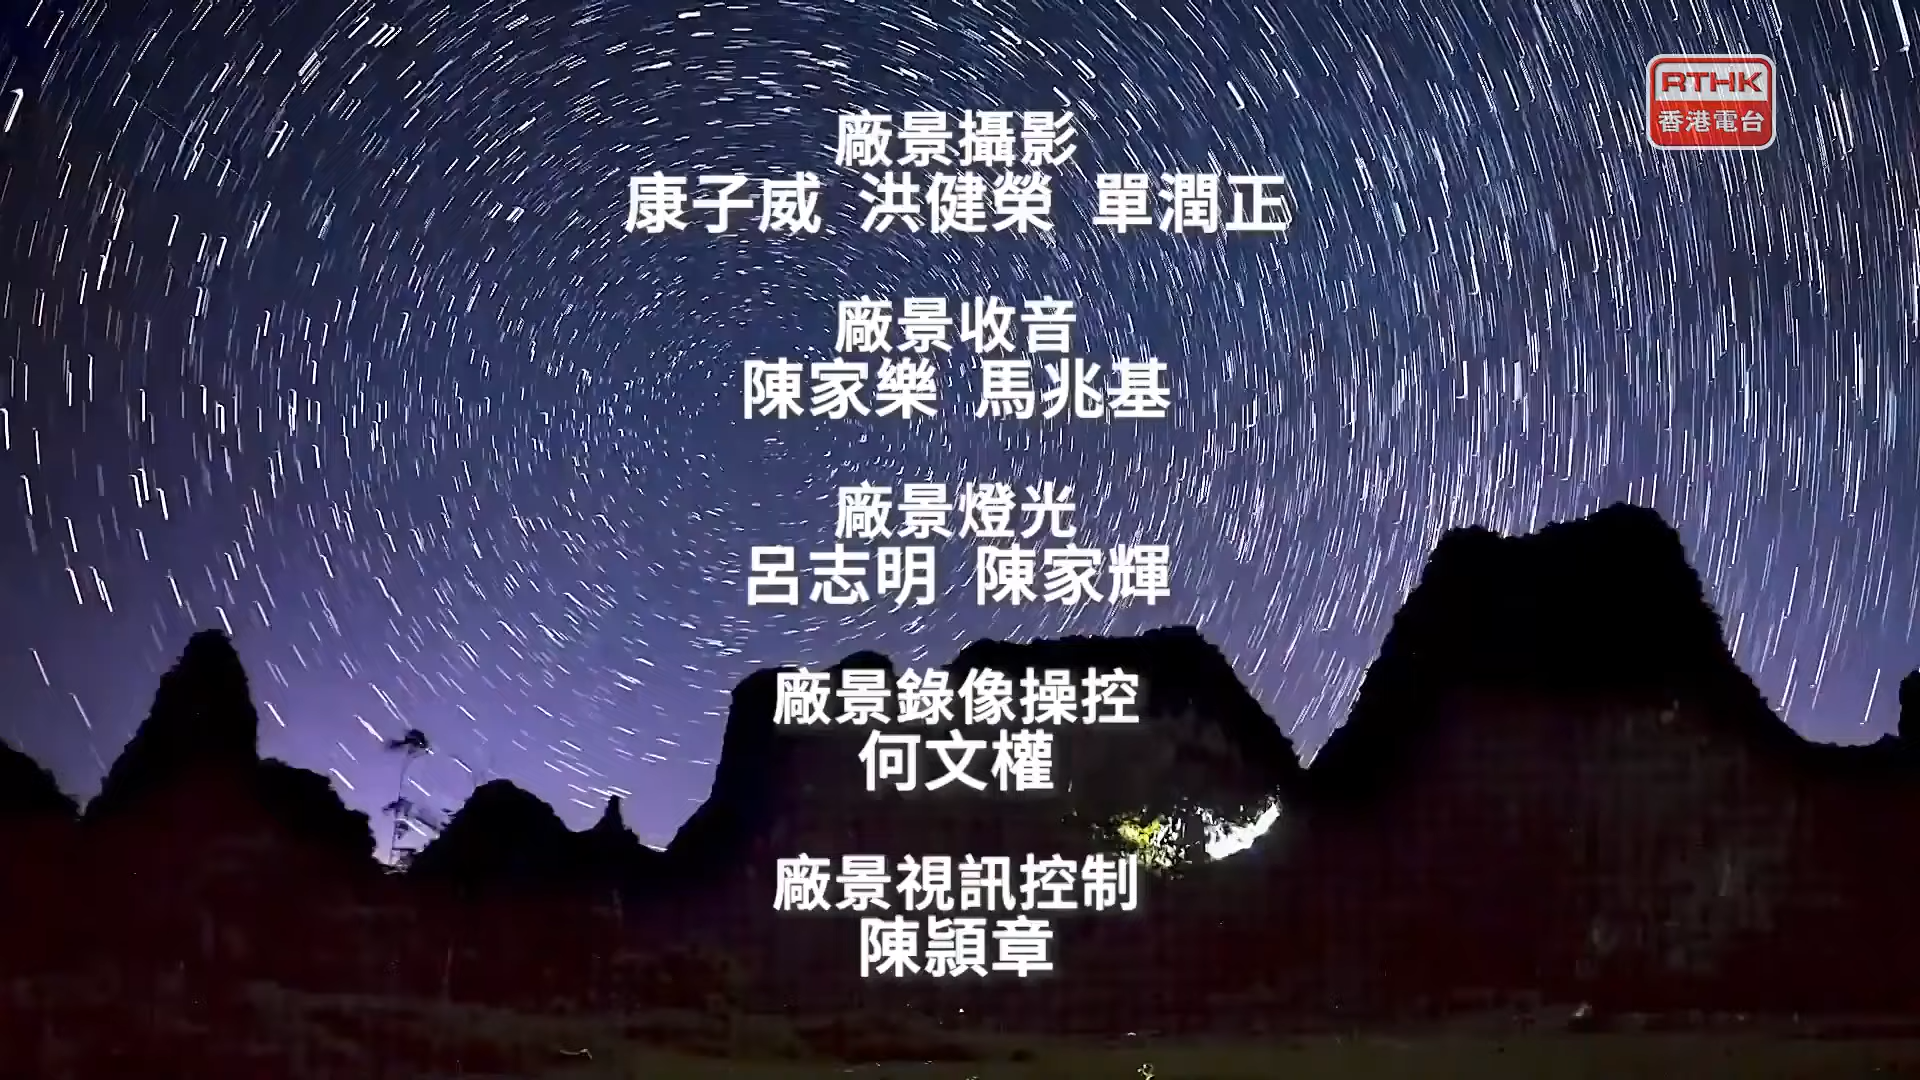 RTHK
香港電台
廠景攝影
康子威 洪健榮 單潤正
廠景收音
陳家樂 馬兆基
廠景燈光
呂志明 陳家輝
廠景錄像操控
何文權
廠景視訊控制
陳頴章